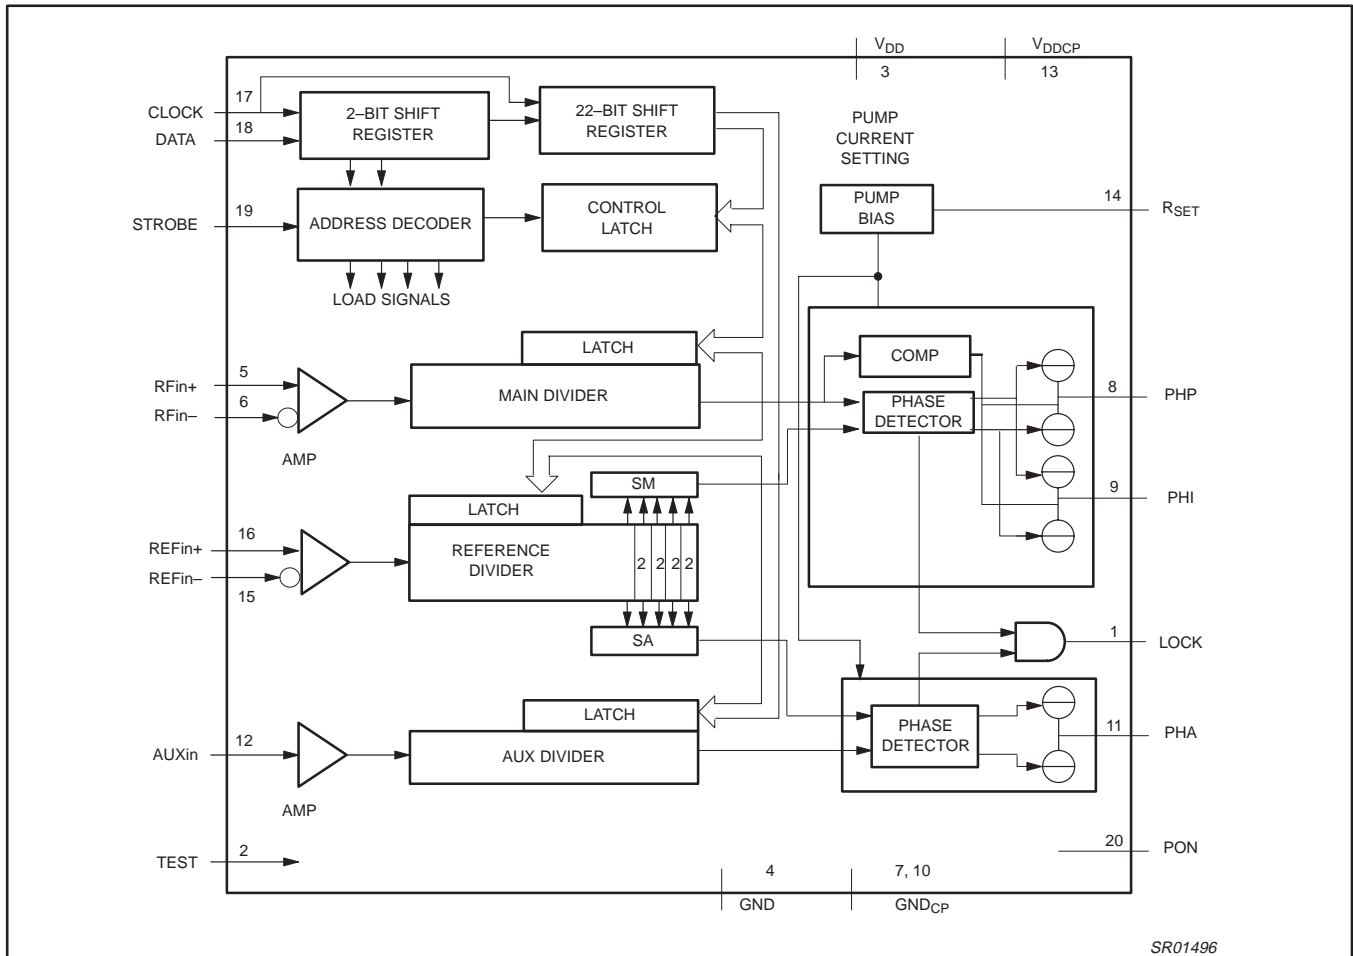 V_DD
3
V_DDCP
13
CLOCK
17
DATA
18
2–BIT SHIFT
REGISTER
22–BIT SHIFT
REGISTER
PUMP
CURRENT
SETTING
STROBE
19
ADDRESS DECODER
CONTROL
LATCH
PUMP
BIAS
14
R_SET
LOAD SIGNALS
LATCH
MAIN DIVIDER
RFin+
5
RFin–
6
AMP
COMP
PHASE
DETECTOR
8
PHP
9
PHI
SM
LATCH
REFERENCE
DIVIDER
2 2 2 2
REFin+
16
REFin–
15
SA
1
LOCK
LATCH
AUX DIVIDER
AUXin
12
AMP
PHASE
DETECTOR
11
PHA
TEST
2
20
PON
4
GND
7, 10
GND_CP
SR01496